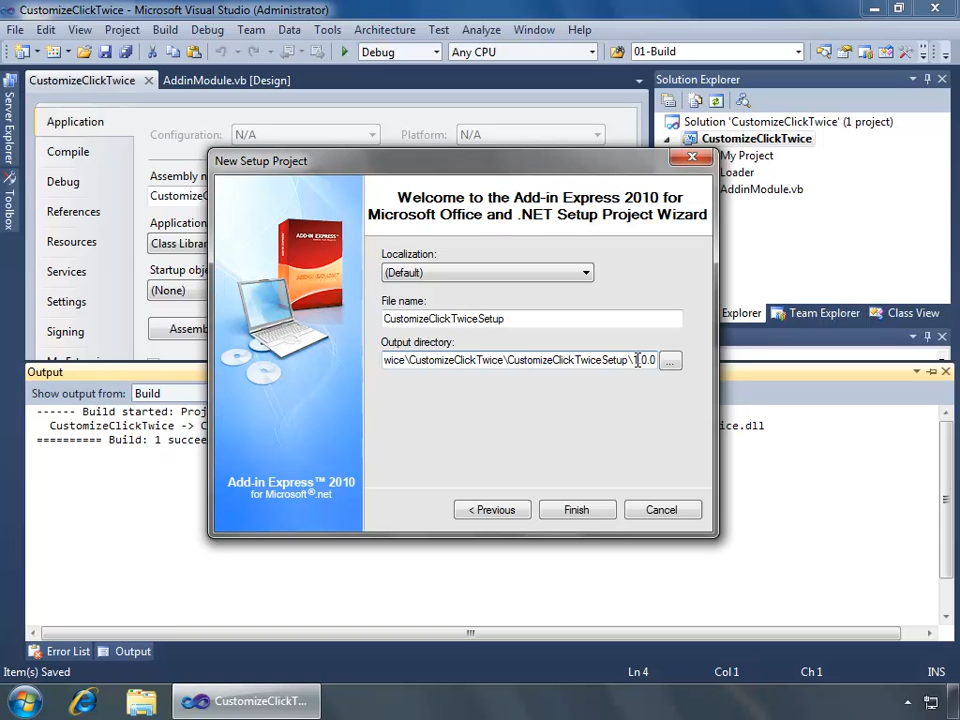 CustomizeClickTwice - Microsoft Visual Studio (Administrator)
File Edit View Project Build Debug Team Data Tools Architecture Test Analyze Window Help
Debug Any CPU 01-Build
CustomizeClickTwice AddinModule.vb [Design]
Solution Explorer
Server Explorer
Toolbox
Application
Compile
Debug
References
Resources
Services
Settings
Signing
Configuration: N/A Platform: N/A
Assembly n
CustomizeC
Application
Class Librar
Startup obje
(None)
Assemb
Solution 'CustomizeClickTwice' (1 project)
CustomizeClickTwice
My Project
Loader
AddinModule.vb
Explorer Team Explorer Class View
New Setup Project
Welcome to the Add-in Express 2010 for
Microsoft Office and .NET Setup Project Wizard
Localization:
(Default)
File name:
CustomizeClickTwiceSetup
Output directory:
wice\CustomizeClickTwice\CustomizeClickTwiceSetup\1.0.0
...
ADD-IN EXPRESS
Add-in Express™ 2010
for Microsoft®.net
< Previous Finish Cancel
Output
Show output from: Build
------ Build started: Proj
CustomizeClickTwice -> C
ice.dll
========== Build: 1 succee
Error List Output
Item(s) Saved Ln 4 Col 1 Ch 1 INS
CustomizeClickT...